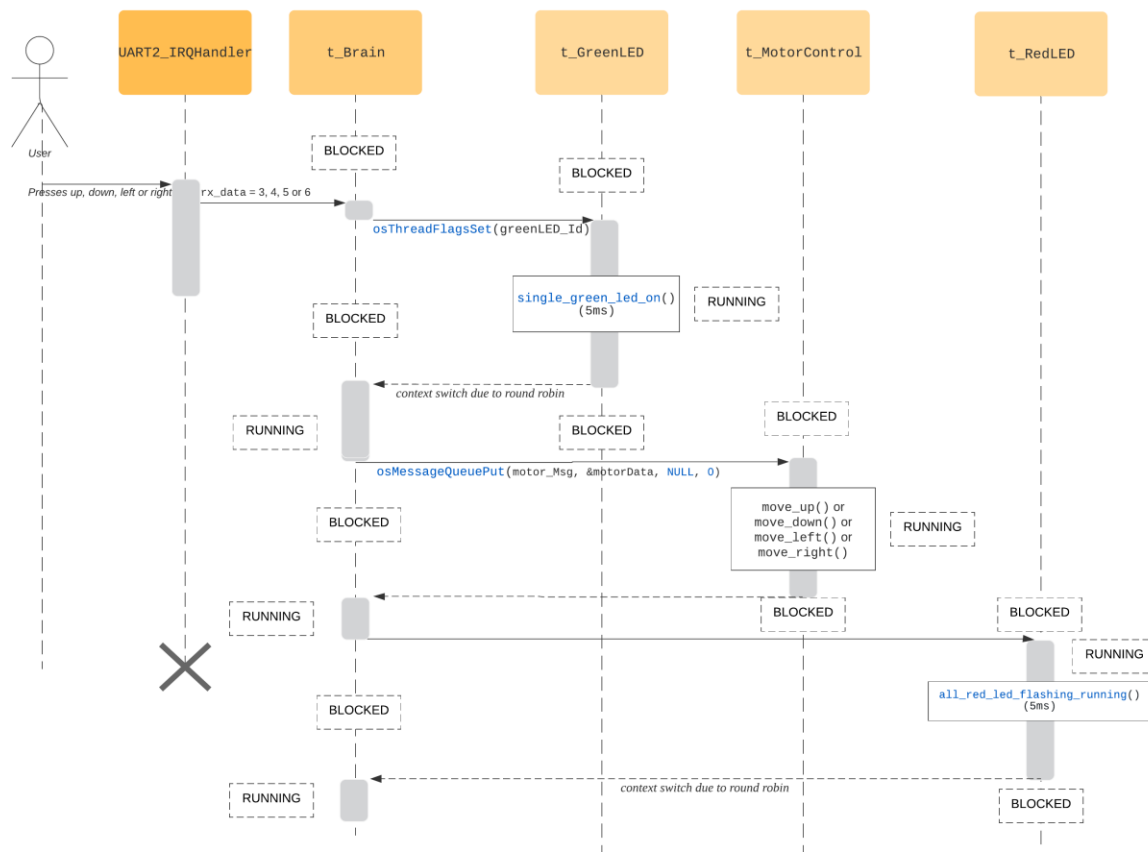 UART2_IRQHandler
t_Brain
t_GreenLED
t_MotorControl
t_RedLED
User
BLOCKED
BLOCKED
Presses up, down, left or right
rx_data = 3, 4, 5 or 6
osThreadFlagsSet(greenLED_Id)
single_green_led_on()
(5ms)
RUNNING
BLOCKED
context switch due to round robin
RUNNING
BLOCKED
BLOCKED
osMessageQueuePut(motor_Msg, &motorData, NULL, 0)
BLOCKED
move_up() or
move_down() or
move_left() or
move_right()
RUNNING
RUNNING
BLOCKED
BLOCKED
RUNNING
all_red_led_flashing_running()
(5ms)
BLOCKED
context switch due to round robin
RUNNING
BLOCKED